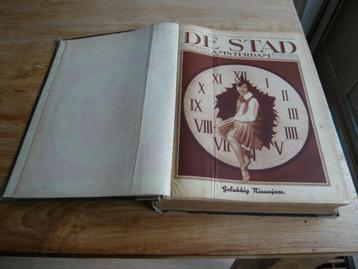 DE STAD
AMSTERDAM
XII
XI I
X II
IX III
VIII IIII
VII V
Gelukkig Nieuwjaar.